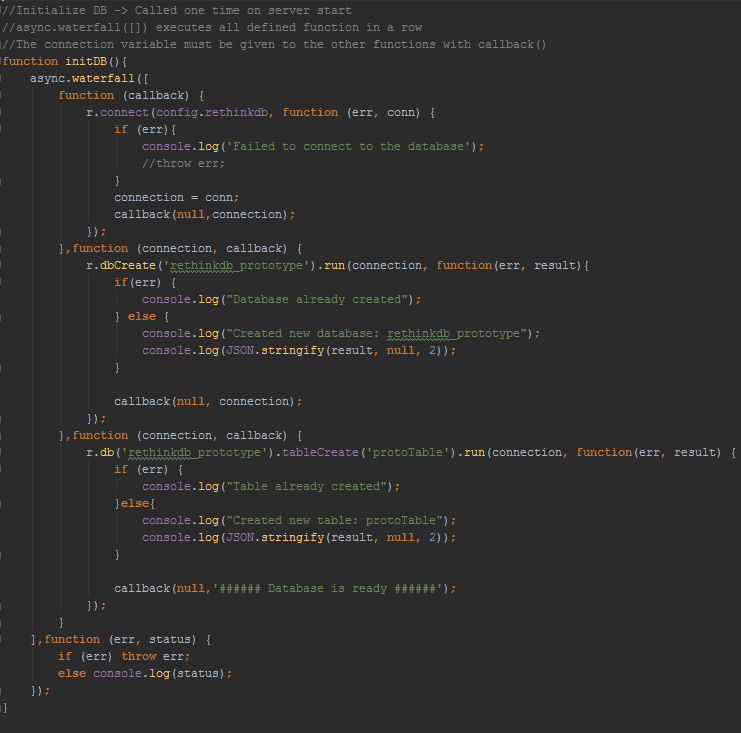 //Initialize DB -> Called one time on server start
//async.waterfall([]) executes all defined function in a row
//The connection variable must be given to the other functions with callback()
function initDB(){
    async.waterfall([
        function (callback) {
            r.connect(config.rethinkdb, function (err, conn) {
                if (err){
                    console.log('Failed to connect to the database');
                    //throw err;
                }
                connection = conn;
                callback(null,connection);
            });
        },function (connection, callback) {
            r.dbCreate('rethinkdb_prototype').run(connection, function(err, result){
                if(err) {
                    console.log("Database already created");
                } else {
                    console.log("Created new database: rethinkdb_prototype");
                    console.log(JSON.stringify(result, null, 2));
                }

                callback(null, connection);
            });
        },function (connection, callback) {
            r.db('rethinkdb_prototype').tableCreate('protoTable').run(connection, function(err, result) {
                if (err) {
                    console.log("Table already created");
                }else{
                    console.log("Created new table: protoTable");
                    console.log(JSON.stringify(result, null, 2));
                }

                callback(null,'###### Database is ready ######');
            });
        }
    ],function (err, status) {
        if (err) throw err;
        else console.log(status);
    });
}